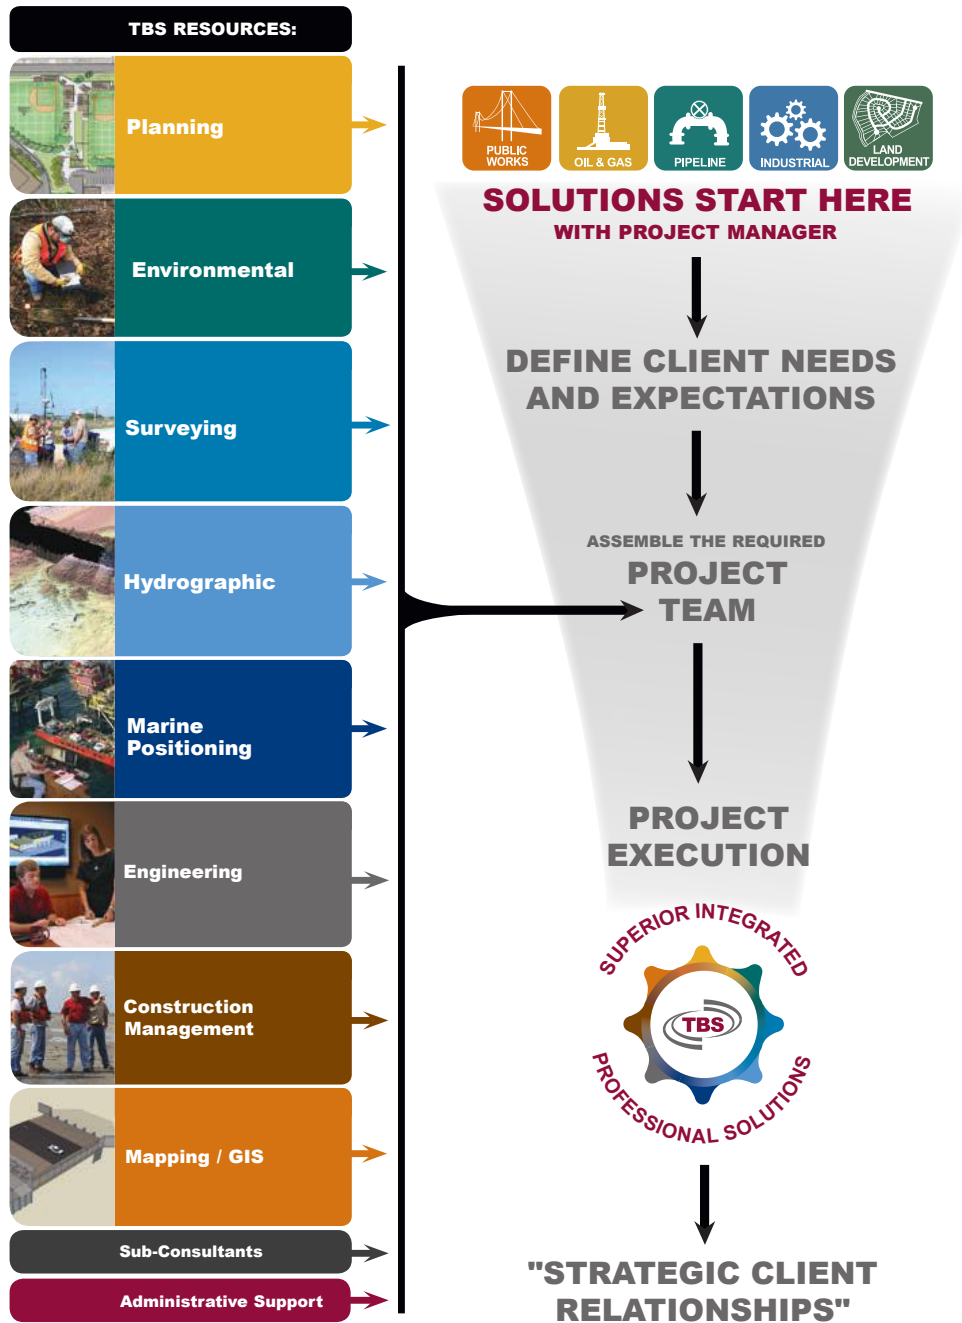 TBS RESOURCES:
Planning
Environmental
Surveying
Hydrographic
Marine
Positioning
Engineering
Construction
Management
Mapping / GIS
Sub-Consultants
Administrative Support
PUBLIC
WORKS
OIL & GAS
PIPELINE
INDUSTRIAL
LAND
DEVELOPMENT
SOLUTIONS START HERE
WITH PROJECT MANAGER
DEFINE CLIENT NEEDS
AND EXPECTATIONS
ASSEMBLE THE REQUIRED
PROJECT
TEAM
PROJECT
EXECUTION
SUPERIOR INTEGRATED
TBS
PROFESSIONAL SOLUTIONS
"STRATEGIC CLIENT
RELATIONSHIPS"